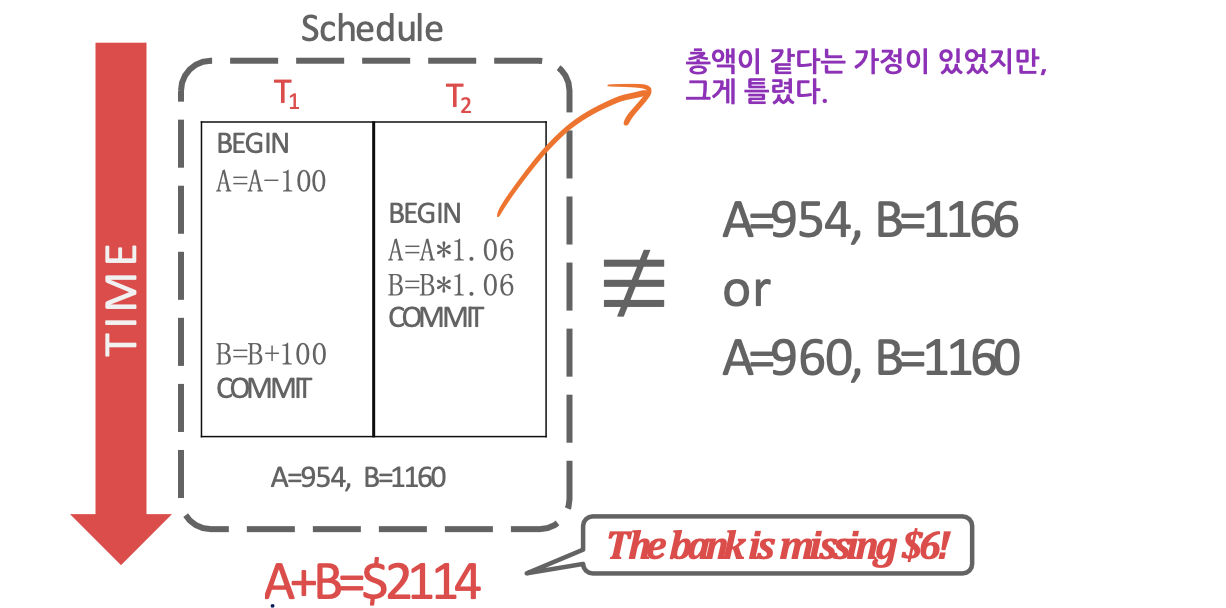 Schedule
총액이 같다는 가정이 있었지만,
그게 틀렸다.
TIME
T1
T2
BEGIN
A=A-100
BEGIN
A=A*1.06
B=B*1.06
COMMIT
B=B+100
COMMIT
A=954, B=1160
≢
A=954, B=1166
or
A=960, B=1160
The bank is missing $6!
A+B=$2114